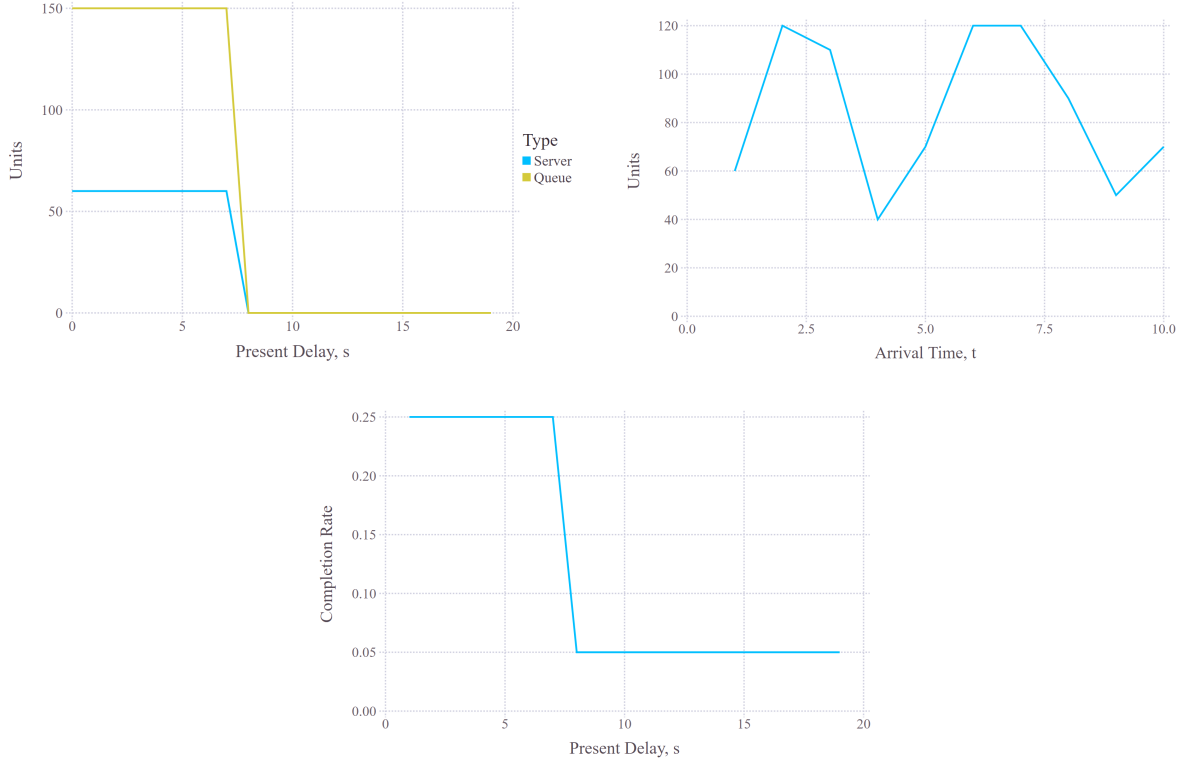 150
100
50
0
Units
0 5 10 15 20
Present Delay, s
Type
Server
Queue
120
100
80
60
40
20
0
Units
0.0 2.5 5.0 7.5 10.0
Arrival Time, t
0.25
0.20
0.15
0.10
0.05
0.00
Completion Rate
0 5 10 15 20
Present Delay, s